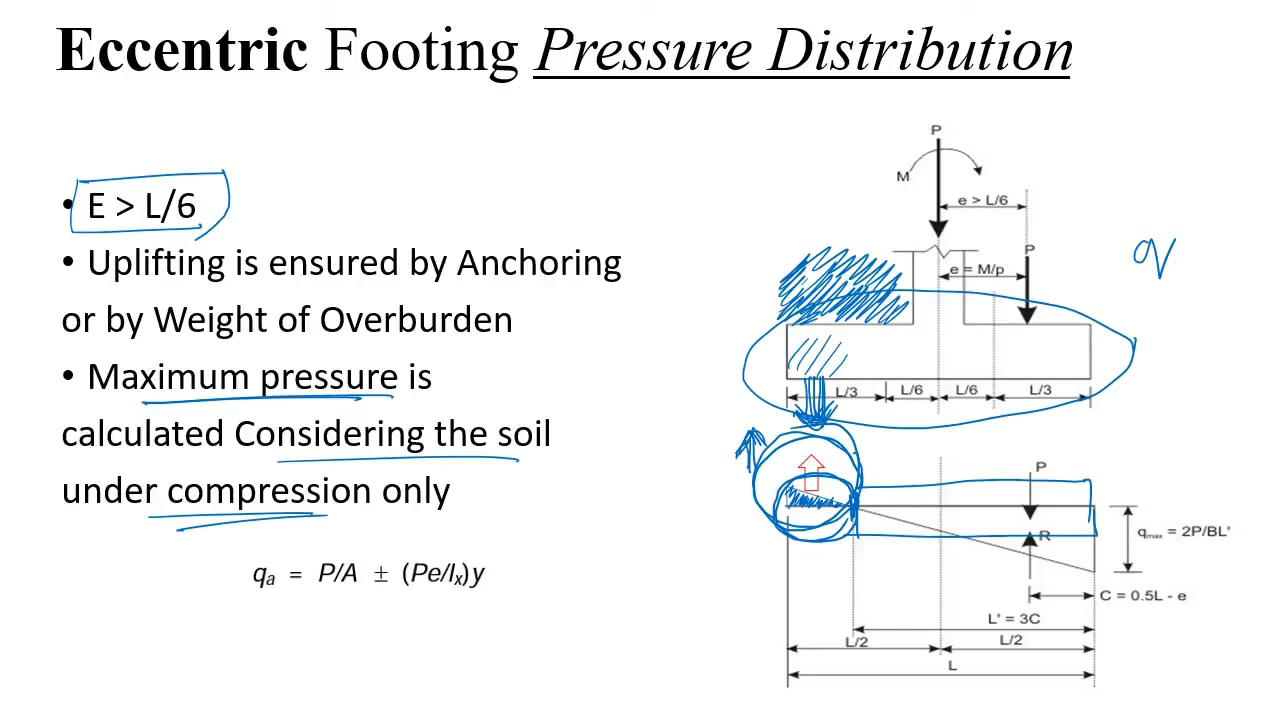 Eccentric Footing Pressure Distribution
• E > L/6
• Uplifting is ensured by Anchoring
or by Weight of Overburden
• Maximum pressure is
calculated Considering the soil
under compression only
qₐ = P/A ± (Pe/Iₓ)y
P
M
e > L/6
P
e = M/p
q
L/3 L/6 L/6 L/3
P
R
qₘₐₓ = 2P/BL'
C = 0.5L - e
L' = 3C
L/2 L/2
L